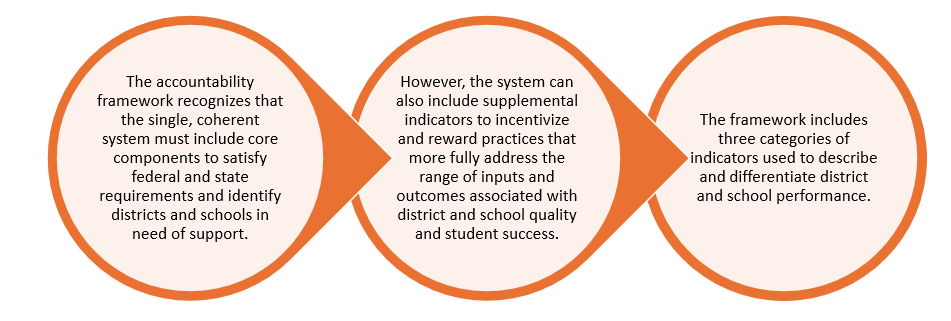 The accountability
framework recognizes that
the single, coherent
system must include core
components to satisfy
federal and state
requirements and identify
districts and schools in
need of support.
However, the system can
also include supplemental
indicators to incentivize
and reward practices that
more fully address the
range of inputs and
outcomes associated with
district and school quality
and student success.
The framework includes
three categories of
indicators used to describe
and differentiate district
and school performance.